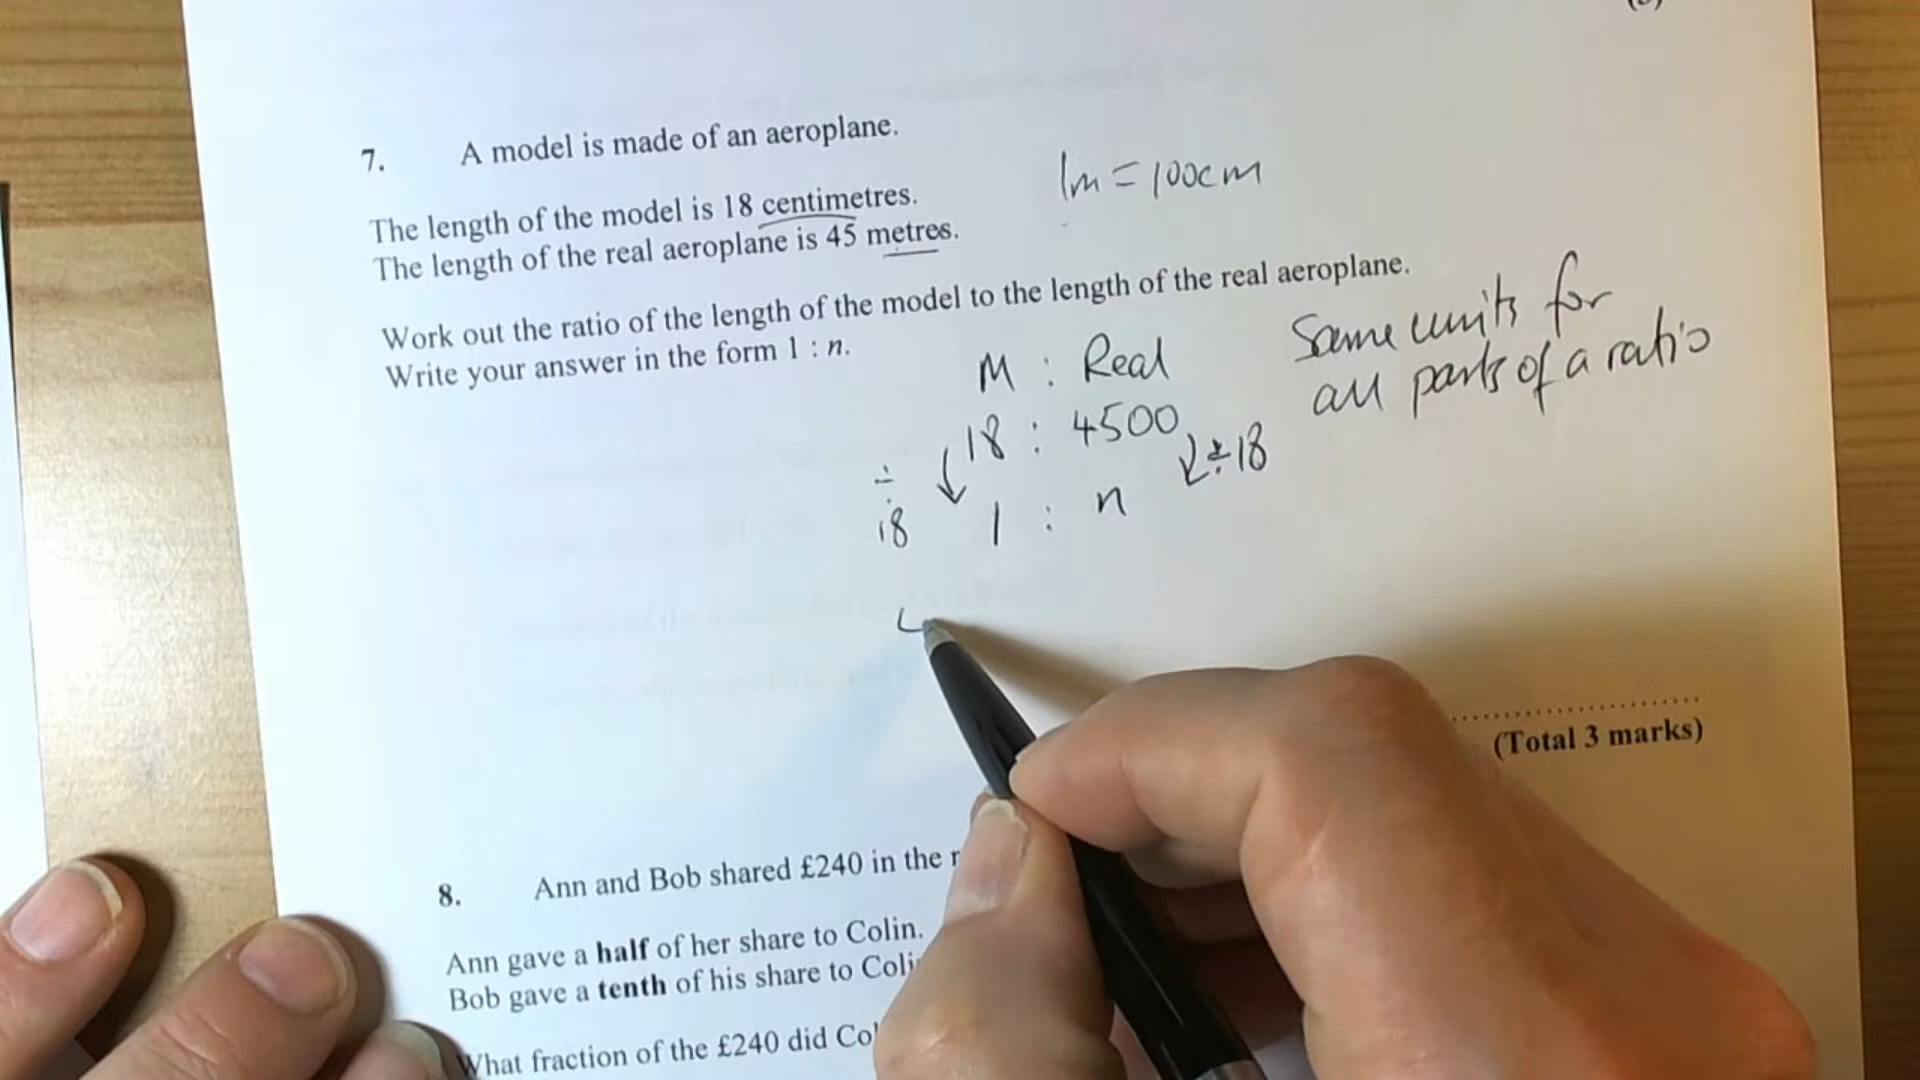 7. A model is made of an aeroplane.
1m = 100cm
The length of the model is 18 centimetres.
The length of the real aeroplane is 45 metres.
Work out the ratio of the length of the model to the length of the real aeroplane.
Write your answer in the form 1 : n.
Same units for
all parts of a ratio
M : Real
18 : 4500
÷
18
÷18
1 : n
(Total 3 marks)
8. Ann and Bob shared £240 in the
Ann gave a half of her share to Colin.
Bob gave a tenth of his share to
What fraction of the £240 did